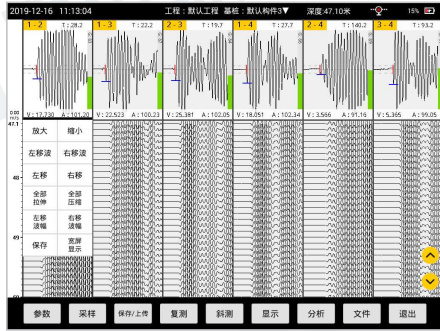 2019-12-16 11:13:04 工程：默认工程 基桩：默认构件3▼ 深度:47.10米 15%
1-2 T：28.2 1-3 T：22.2 2-3 T：19.7 1-4 T：27.7 2-4 T：140.2 3-4 T：93.2
V：17.730 A：101.20 V：22.523 A：100.23 V：25.381 A：102.05 V：18.051 A：102.34 V：3.566 A：91.16 V：5.365 A：99.05
0.00
m/s
47.1
放大 缩小
左移波 右移波
48
左移 右移
全部拉伸 全部压缩
左移波幅 右移波幅
49
保存 宽屏显示
参数 采样 保存/上传 复测 斜测 显示 分析 文件 退出